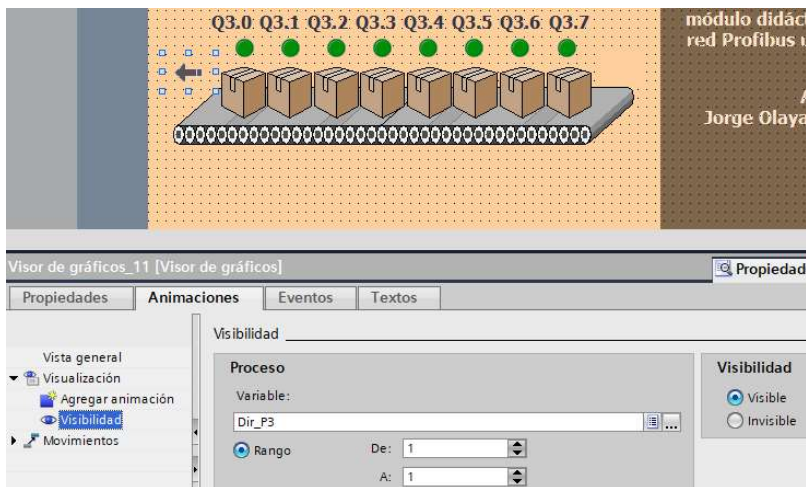 Q3.0 Q3.1 Q3.2 Q3.3 Q3.4 Q3.5 Q3.6 Q3.7
módulo didác
red Profibus
Jorge Olaya
Visor de gráficos_11 [Visor de gráficos]
Propiedad
Propiedades Animaciones Eventos Textos
Visibilidad
Vista general
Visualización
Agregar animación
Visibilidad
Movimientos
Proceso
Variable:
Dir_P3
...
Rango De: 1
A: 1
Visibilidad
Visible
Invisible